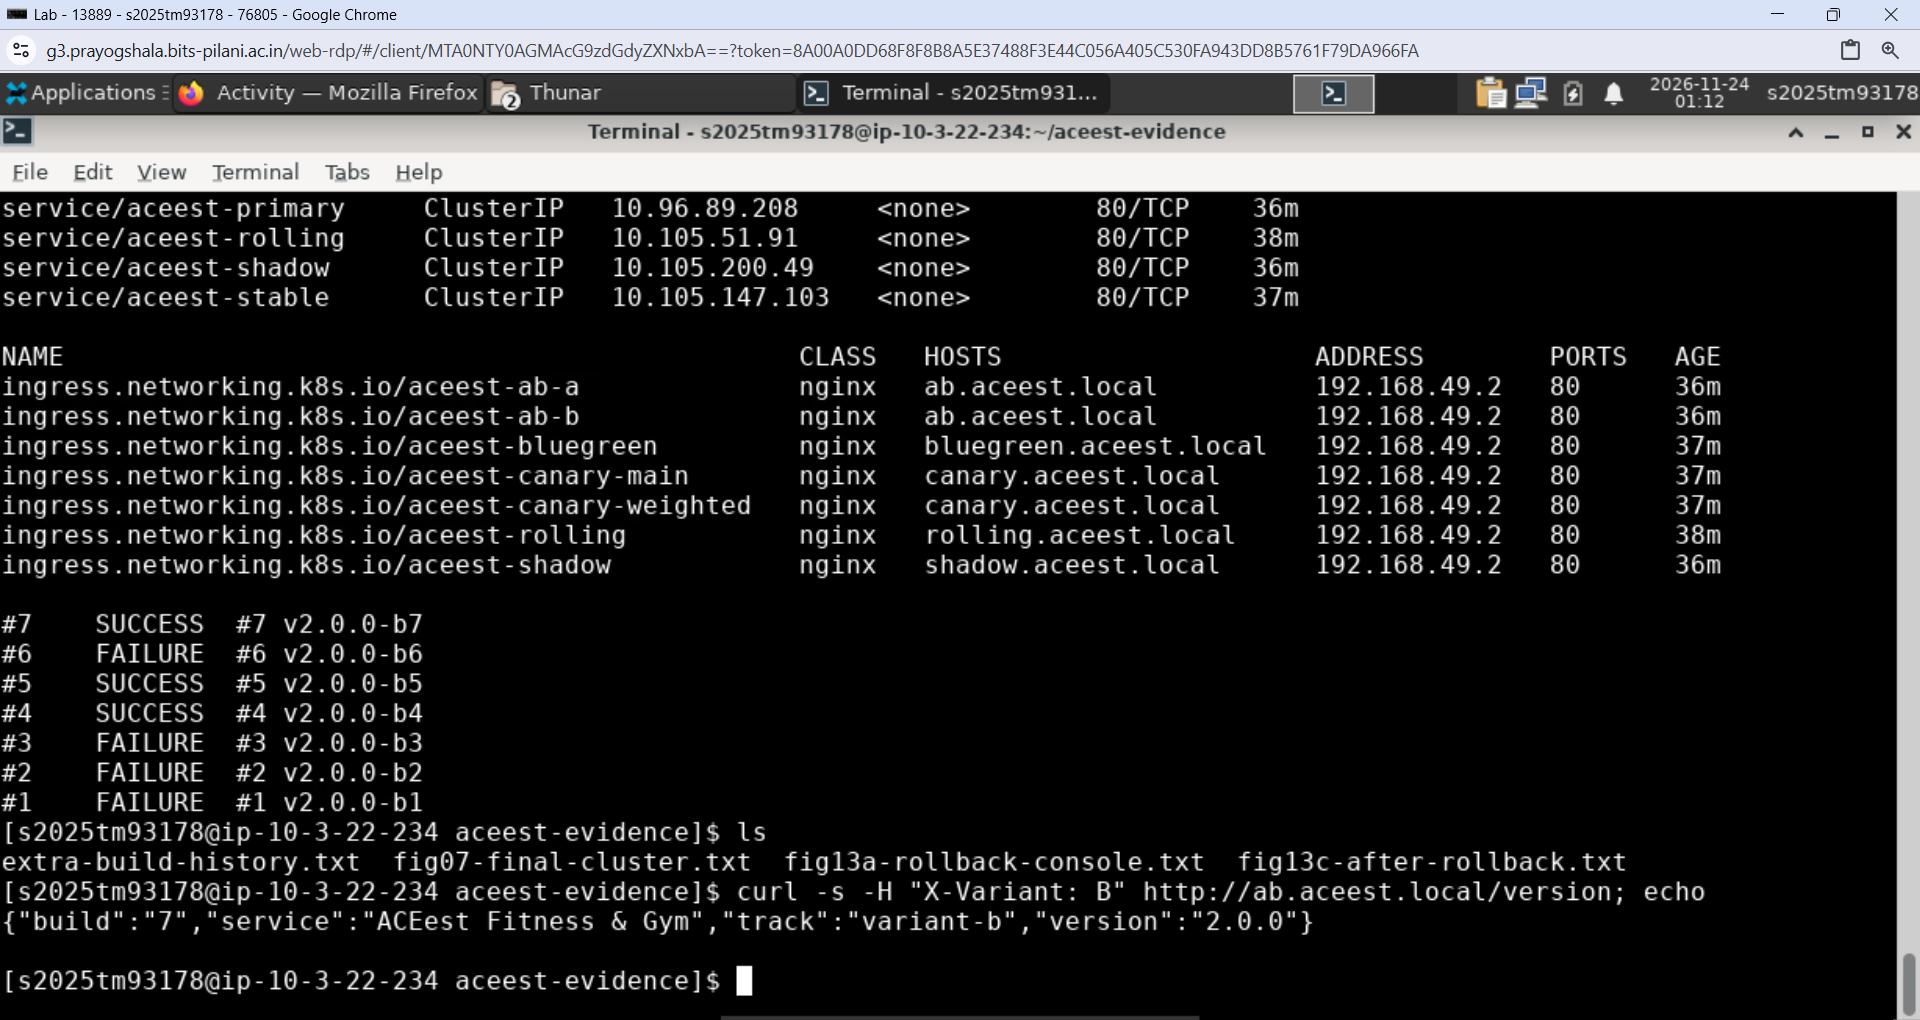 Lab - 13889 - s2025tm93178 - 76805 - Google Chrome
g3.prayogshala.bits-pilani.ac.in/web-rdp/#/client/MTA0NTY0AGMAcG9zdGdyZXNxbA==?token=8A00A0DD68F8F8B8A5E37488F3E44C056A405C530FA943DD8B5761F79DA966FA
Applications Activity — Mozilla Firefox 2 Thunar Terminal - s2025tm931... 2026-11-24 01:12 s2025tm93178
Terminal - s2025tm93178@ip-10-3-22-234:~/aceest-evidence
File Edit View Terminal Tabs Help
service/aceest-primary ClusterIP 10.96.89.208 <none> 80/TCP 36m
service/aceest-rolling ClusterIP 10.105.51.91 <none> 80/TCP 38m
service/aceest-shadow ClusterIP 10.105.200.49 <none> 80/TCP 36m
service/aceest-stable ClusterIP 10.105.147.103 <none> 80/TCP 37m
NAME CLASS HOSTS ADDRESS PORTS AGE
ingress.networking.k8s.io/aceest-ab-a nginx ab.aceest.local 192.168.49.2 80 36m
ingress.networking.k8s.io/aceest-ab-b nginx ab.aceest.local 192.168.49.2 80 36m
ingress.networking.k8s.io/aceest-bluegreen nginx bluegreen.aceest.local 192.168.49.2 80 37m
ingress.networking.k8s.io/aceest-canary-main nginx canary.aceest.local 192.168.49.2 80 37m
ingress.networking.k8s.io/aceest-canary-weighted nginx canary.aceest.local 192.168.49.2 80 37m
ingress.networking.k8s.io/aceest-rolling nginx rolling.aceest.local 192.168.49.2 80 38m
ingress.networking.k8s.io/aceest-shadow nginx shadow.aceest.local 192.168.49.2 80 36m
#7 SUCCESS #7 v2.0.0-b7
#6 FAILURE #6 v2.0.0-b6
#5 SUCCESS #5 v2.0.0-b5
#4 SUCCESS #4 v2.0.0-b4
#3 FAILURE #3 v2.0.0-b3
#2 FAILURE #2 v2.0.0-b2
#1 FAILURE #1 v2.0.0-b1
[s2025tm93178@ip-10-3-22-234 aceest-evidence]$ ls
extra-build-history.txt fig07-final-cluster.txt fig13a-rollback-console.txt fig13c-after-rollback.txt
[s2025tm93178@ip-10-3-22-234 aceest-evidence]$ curl -s -H "X-Variant: B" http://ab.aceest.local/version; echo
{"build":"7","service":"ACEest Fitness & Gym","track":"variant-b","version":"2.0.0"}
[s2025tm93178@ip-10-3-22-234 aceest-evidence]$